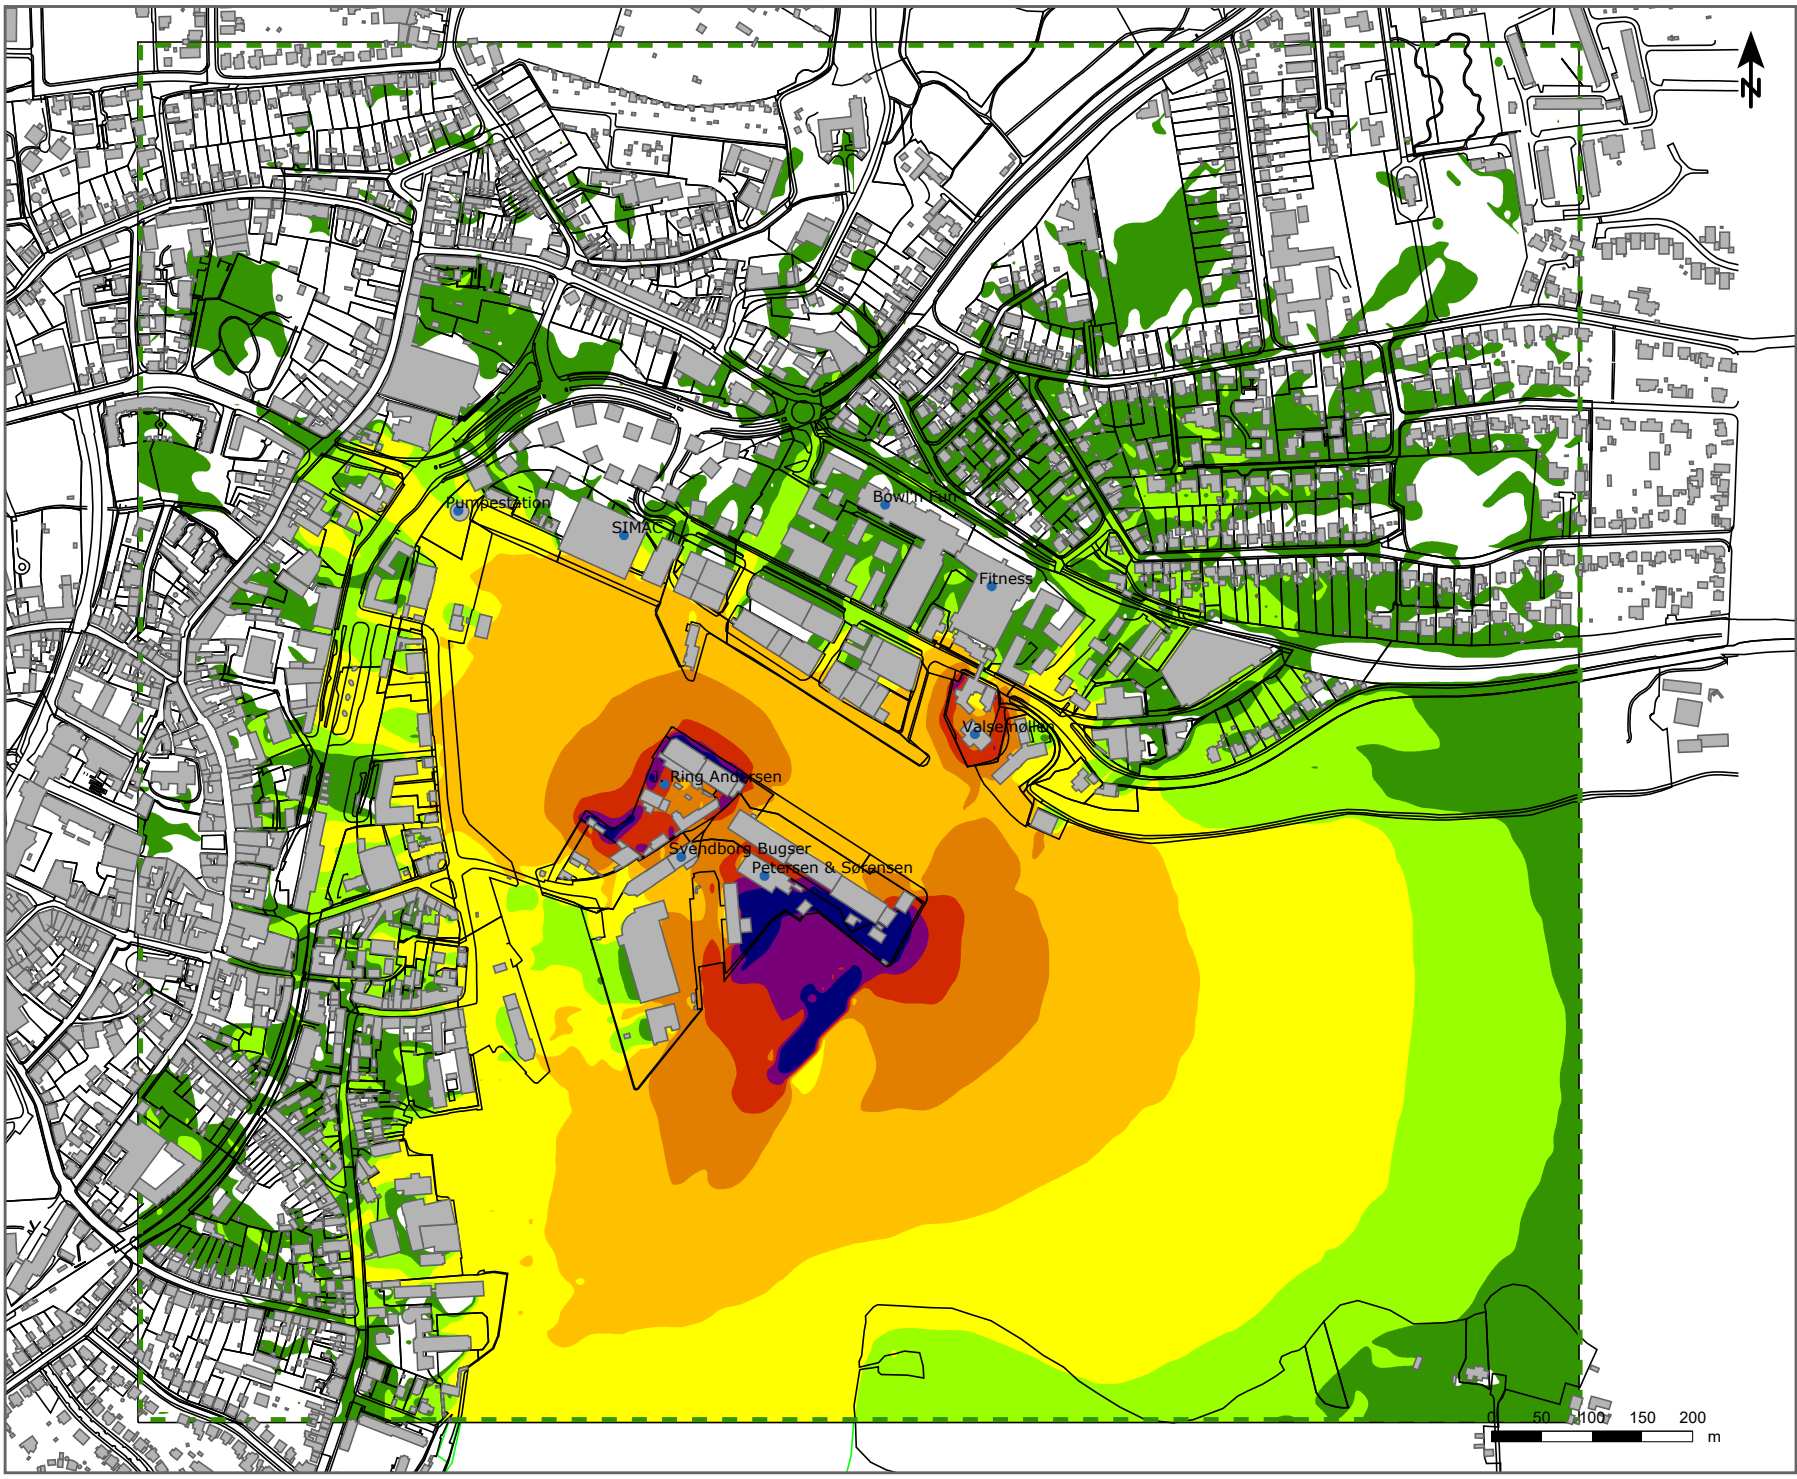 N
Pumpestation
Bowl'n Fun
SIMAC
Fitness
Valsemøllen
J. Ring Andersen
Svendborg Bugser
Petersen & Sørensen
0 50 100 150 200
m